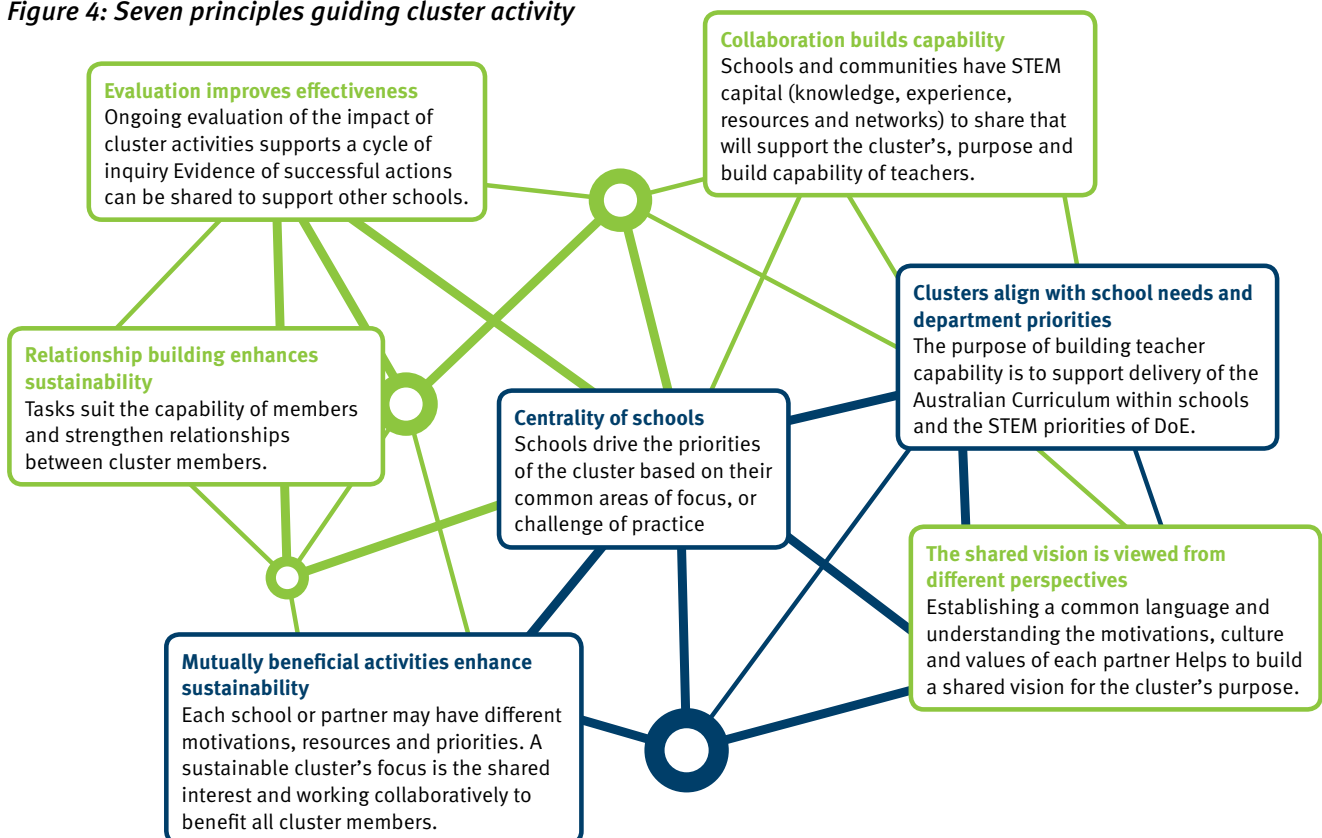 Figure 4: Seven principles guiding cluster activity
Evaluation improves effectiveness
Ongoing evaluation of the impact of
cluster activities supports a cycle of
inquiry Evidence of successful actions
can be shared to support other schools.
Collaboration builds capability
Schools and communities have STEM
capital (knowledge, experience,
resources and networks) to share that
will support the cluster’s, purpose and
build capability of teachers.
Relationship building enhances
sustainability
Tasks suit the capability of members
and strengthen relationships
between cluster members.
Centrality of schools
Schools drive the priorities
of the cluster based on their
common areas of focus, or
challenge of practice
Clusters align with school needs and
department priorities
The purpose of building teacher
capability is to support delivery of the
Australian Curriculum within schools
and the STEM priorities of DoE.
Mutually beneficial activities enhance
sustainability
Each school or partner may have different
motivations, resources and priorities. A
sustainable cluster’s focus is the shared
interest and working collaboratively to
benefit all cluster members.
The shared vision is viewed from
different perspectives
Establishing a common language and
understanding the motivations, culture
and values of each partner Helps to build
a shared vision for the cluster’s purpose.